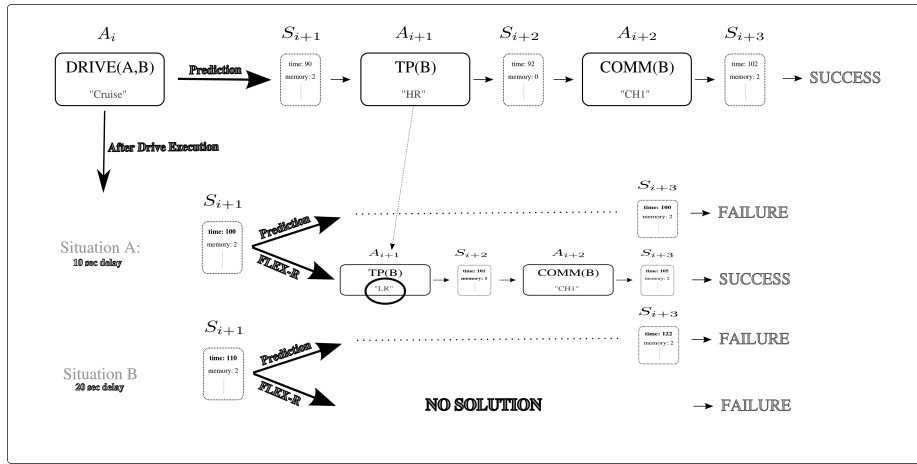 A_i S_{i+1} A_{i+1} S_{i+2} A_{i+2} S_{i+3}
DRIVE(A,B)
"Cruise"
Prediction
time: 90
memory: 2
TP(B)
"HR"
time: 92
memory: 0
COMM(B)
"CH1"
time: 102
memory: 2
SUCCESS
After Drive Execution
Situation A:
10 sec delay
S_{i+1}
time: 100
memory: 2
Prediction
FLEX-R
S_{i+3}
time: 100
memory: 2
FAILURE
A_{i+1}
TP(B)
"LR"
S_{i+2}
time: 101
A_{i+2}
COMM(B)
"CH1"
S_{i+3}
time: 105
memory: 2
SUCCESS
Situation B
20 sec delay
S_{i+1}
time: 110
memory: 2
Prediction
FLEX-R
S_{i+3}
time: 122
memory: 2
FAILURE
NO SOLUTION
FAILURE